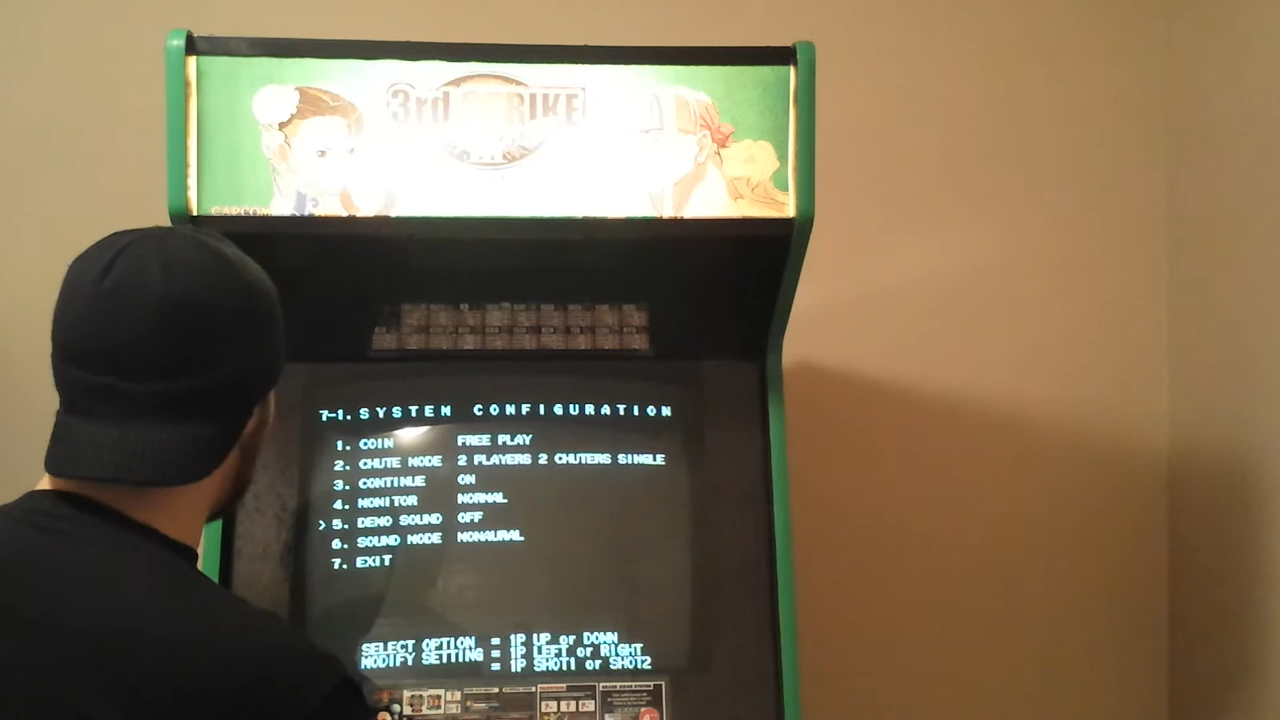 3rd STRIKE
CAPCOM
7-1. SYSTEM CONFIGURATION
1. COIN FREE PLAY
2. CHUTE MODE 2 PLAYERS 2 CHUTERS SINGLE
3. CONTINUE ON
4. MONITOR NORMAL
> 5. DEMO SOUND OFF
6. SOUND MODE MONAURAL
7. EXIT
SELECT OPTION = 1P UP or DOWN
MODIFY SETTING = 1P LEFT or RIGHT
= 1P SHOT1 or SHOT2